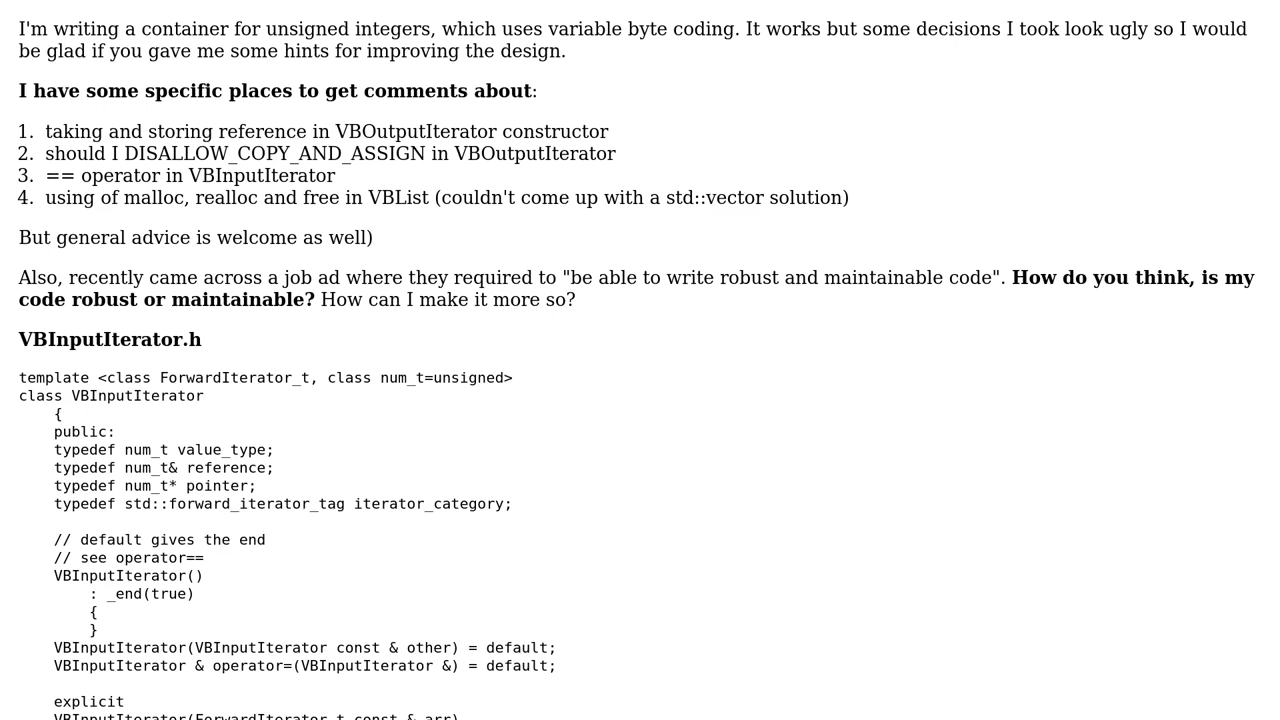 I'm writing a container for unsigned integers, which uses variable byte coding. It works but some decisions I took look ugly so I would
be glad if you gave me some hints for improving the design.
I have some specific places to get comments about:
1. taking and storing reference in VBOutputIterator constructor
2. should I DISALLOW_COPY_AND_ASSIGN in VBOutputIterator
3. == operator in VBInputIterator
4. using of malloc, realloc and free in VBList (couldn't come up with a std::vector solution)
But general advice is welcome as well)
Also, recently came across a job ad where they required to "be able to write robust and maintainable code". How do you think, is my
code robust or maintainable? How can I make it more so?
VBInputIterator.h
template <class ForwardIterator_t, class num_t=unsigned>
class VBInputIterator
    {
    public:
    typedef num_t value_type;
    typedef num_t& reference;
    typedef num_t* pointer;
    typedef std::forward_iterator_tag iterator_category;
    // default gives the end
    // see operator==
    VBInputIterator()
        : _end(true)
        {
        }
    VBInputIterator(VBInputIterator const & other) = default;
    VBInputIterator & operator=(VBInputIterator &) = default;
    explicit
    VBInputIterator(ForwardIterator_t const & arr)